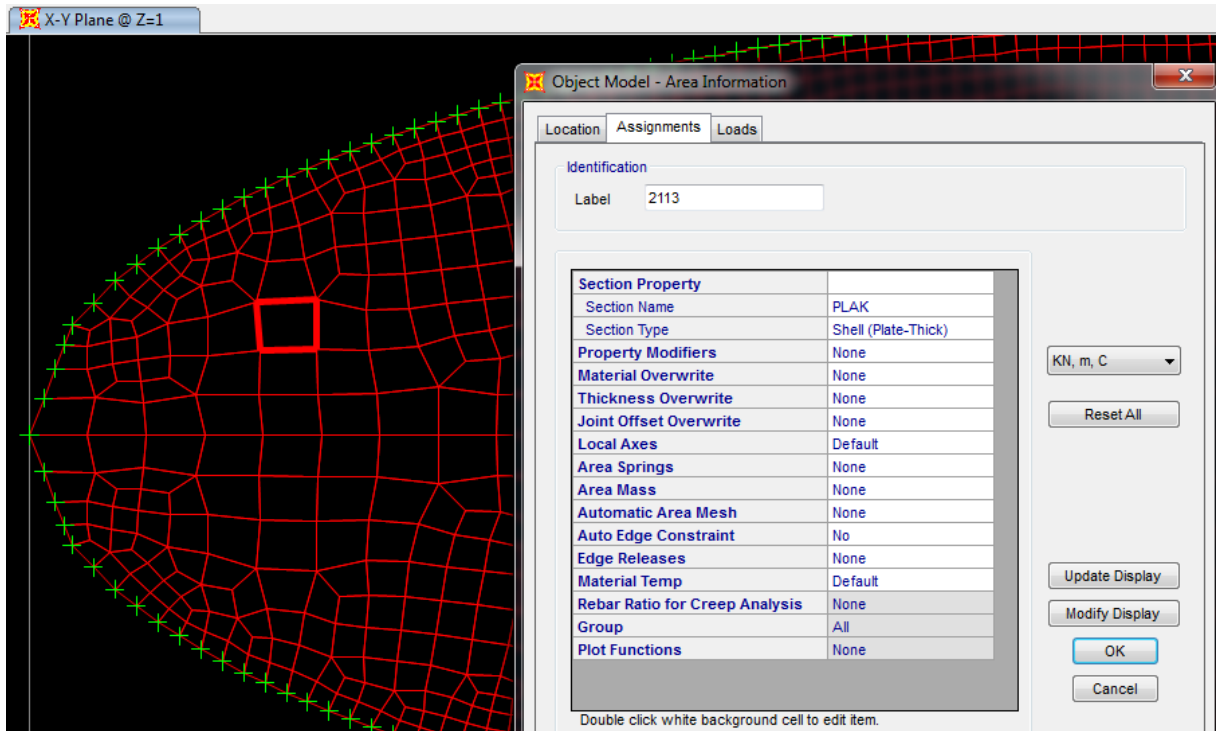 X-Y Plane @ Z=1
Object Model - Area Information
Location Assignments Loads
Identification
Label 2113
Section Property
Section Name PLAK
Section Type Shell (Plate-Thick)
Property Modifiers None
Material Overwrite None
Thickness Overwrite None
Joint Offset Overwrite None
Local Axes Default
Area Springs None
Area Mass None
Automatic Area Mesh None
Auto Edge Constraint No
Edge Releases None
Material Temp Default
Rebar Ratio for Creep Analysis None
Group All
Plot Functions None
Double click white background cell to edit item.
KN, m, C
Reset All
Update Display
Modify Display
OK
Cancel